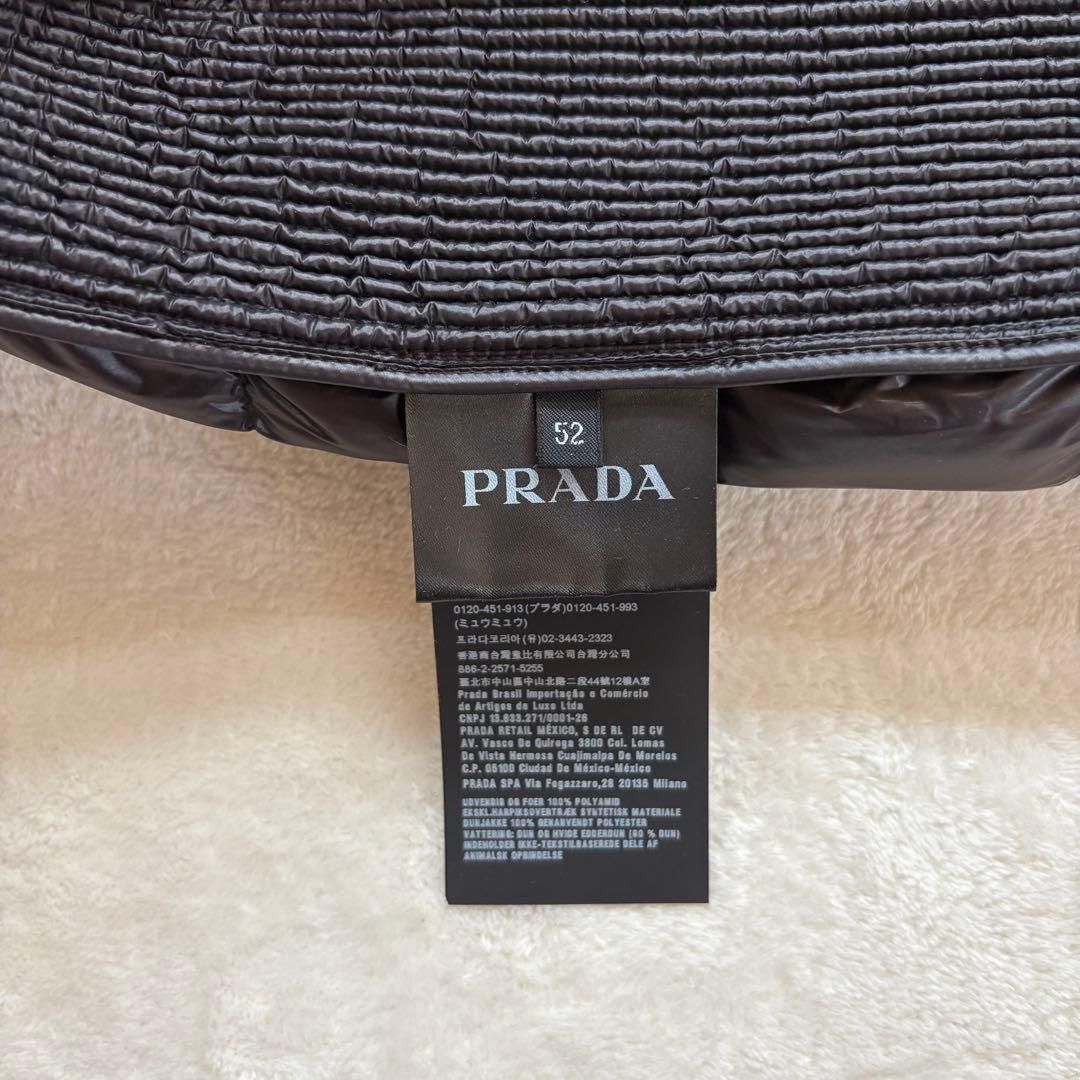 52
PRADA
0120-451-913(プラダ)0120-451-993
(ミュウミュウ)
프라다코리아(유)02-3443-2323
香港商台灣普比有限公司台灣分公司
886-2-2571-5255
臺北市中山區中山北路二段44號12樓A室
Prada Brasil Importação e Comércio
de Artigos de Luxo Ltda
CNPJ 13.833.271/0001-26
PRADA RETAIL MÉXICO, S DE RL DE CV
AV. Vasco De Quiroga 3800 Col. Lomas
De Vista Hermosa Cuajimalpa De Morelos
C.P. 05100 Ciudad De México-México
PRADA SPA Via Fogazzaro,28 20135 Milano
UDVENDIG OG FOER 100% POLYAMID
EKSKL.HARPIKSOVERTRÆK SYNTETISK MATERIALE
DUNJAKKE 100% GENANVENDT POLYESTER
VATTERING: DUN OG HVIDE EDDERDUN (90 % DUN)
INDEHOLDER IKKE-TEKSTILBASEREDE DELE AF
ANIMALSK OPRINDELSE